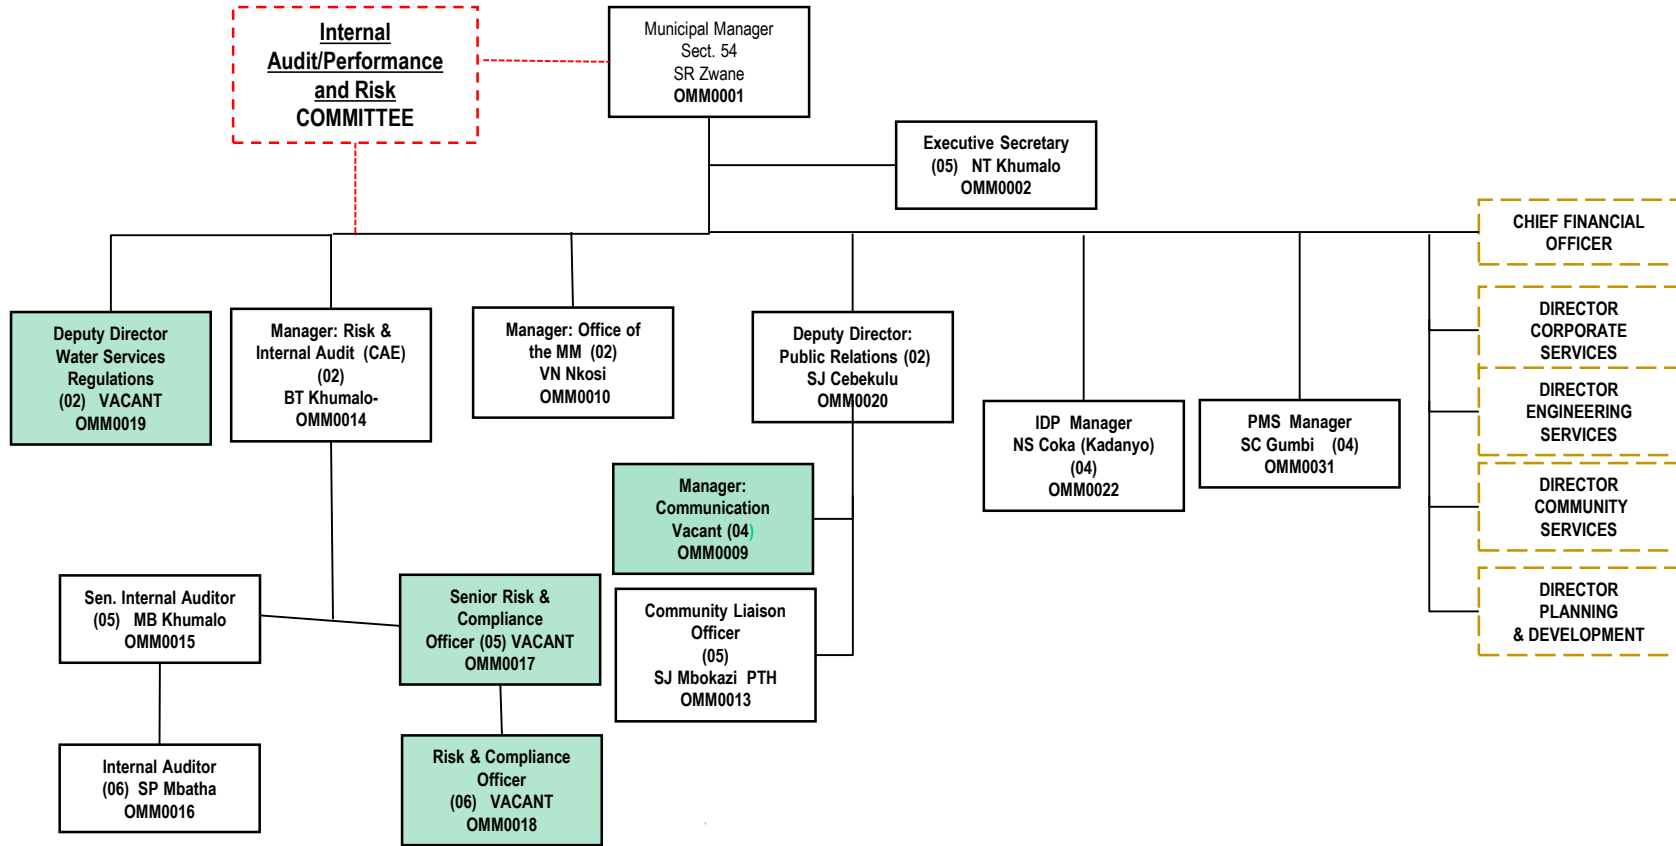 Internal
Audit/Performance
and Risk
COMMITTEE
Municipal Manager
Sect. 54
SR Zwane
OMM0001
Executive Secretary
(05) NT Khumalo
OMM0002
CHIEF FINANCIAL
OFFICER
Deputy Director
Water Services
Regulations
(02) VACANT
OMM0019
Manager: Risk &
Internal Audit (CAE)
(02)
BT Khumalo-
OMM0014
Manager: Office of
the MM (02)
VN Nkosi
OMM0010
Deputy Director:
Public Relations (02)
SJ Cebekulu
OMM0020
IDP Manager
NS Coka (Kadanyo)
(04)
OMM0022
PMS Manager
SC Gumbi (04)
OMM0031
DIRECTOR
CORPORATE
SERVICES
DIRECTOR
ENGINEERING
SERVICES
DIRECTOR
COMMUNITY
SERVICES
DIRECTOR
PLANNING
& DEVELOPMENT
Manager:
Communication
Vacant (04)
OMM0009
Sen. Internal Auditor
(05) MB Khumalo
OMM0015
Senior Risk &
Compliance
Officer (05) VACANT
OMM0017
Community Liaison
Officer
(05)
SJ Mbokazi PTH
OMM0013
Internal Auditor
(06) SP Mbatha
OMM0016
Risk & Compliance
Officer
(06) VACANT
OMM0018